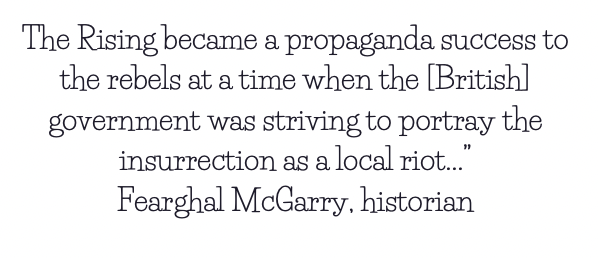 The Rising became a propaganda success to
the rebels at a time when the [British]
government was striving to portray the
insurrection as a local riot..."
Fearghal McGarry, historian